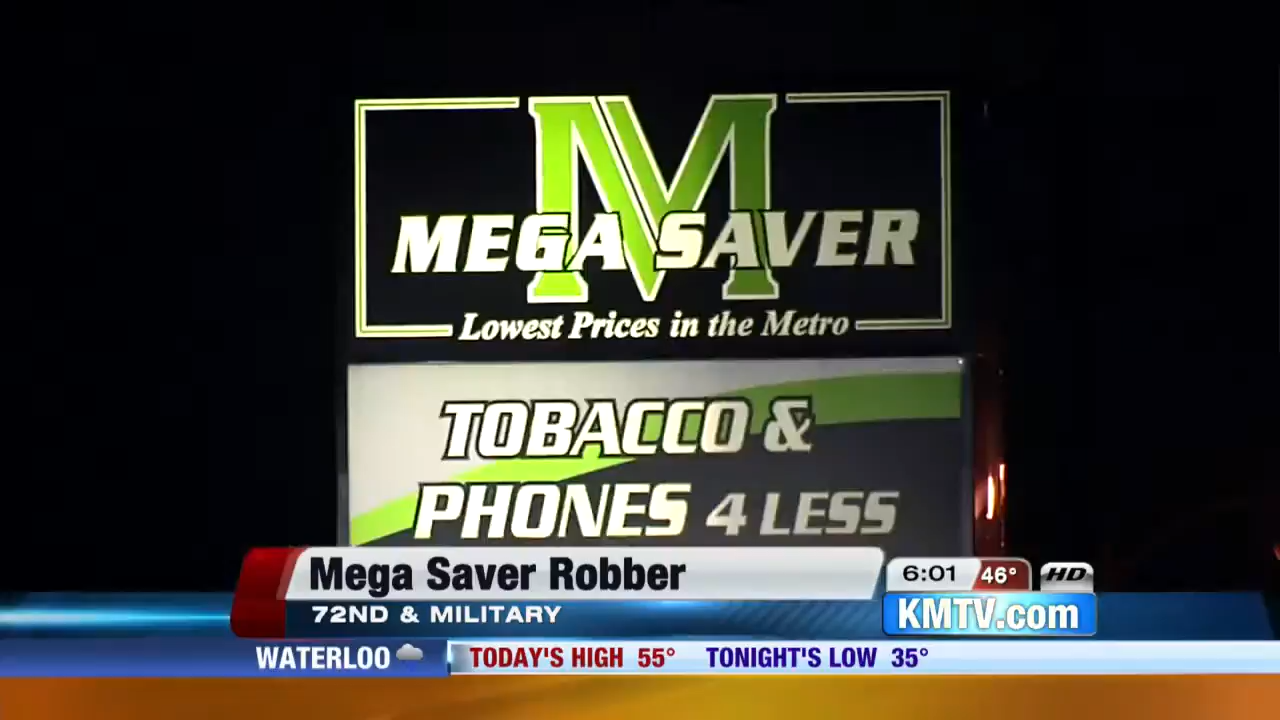 M
MEGA SAVER
Lowest Prices in the Metro
TOBACCO &
PHONES 4 LESS
Mega Saver Robber
72ND & MILITARY
6:01 46° HD
KMTV.com
WATERLOO TODAY'S HIGH 55° TONIGHT'S LOW 35°